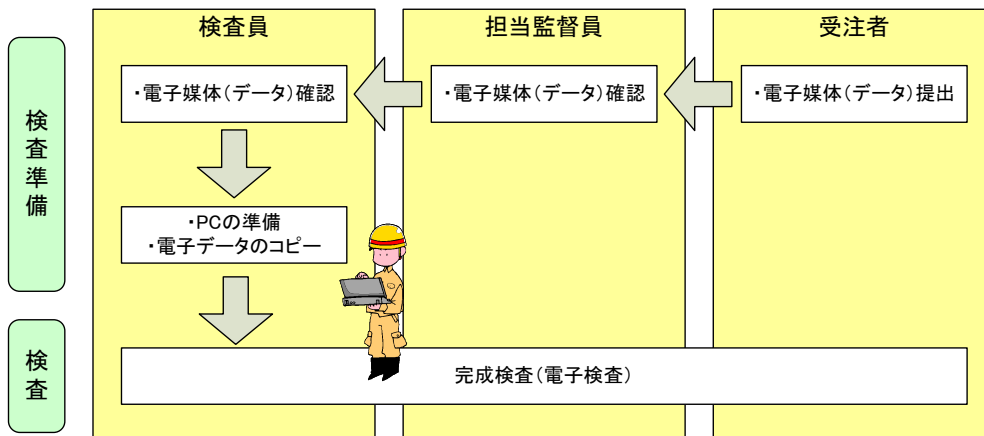 検査員
担当監督員
受注者
検査準備
・電子媒体(データ)確認
・電子媒体(データ)確認
・電子媒体(データ)提出
・PCの準備
・電子データのコピー
検査
完成検査(電子検査)